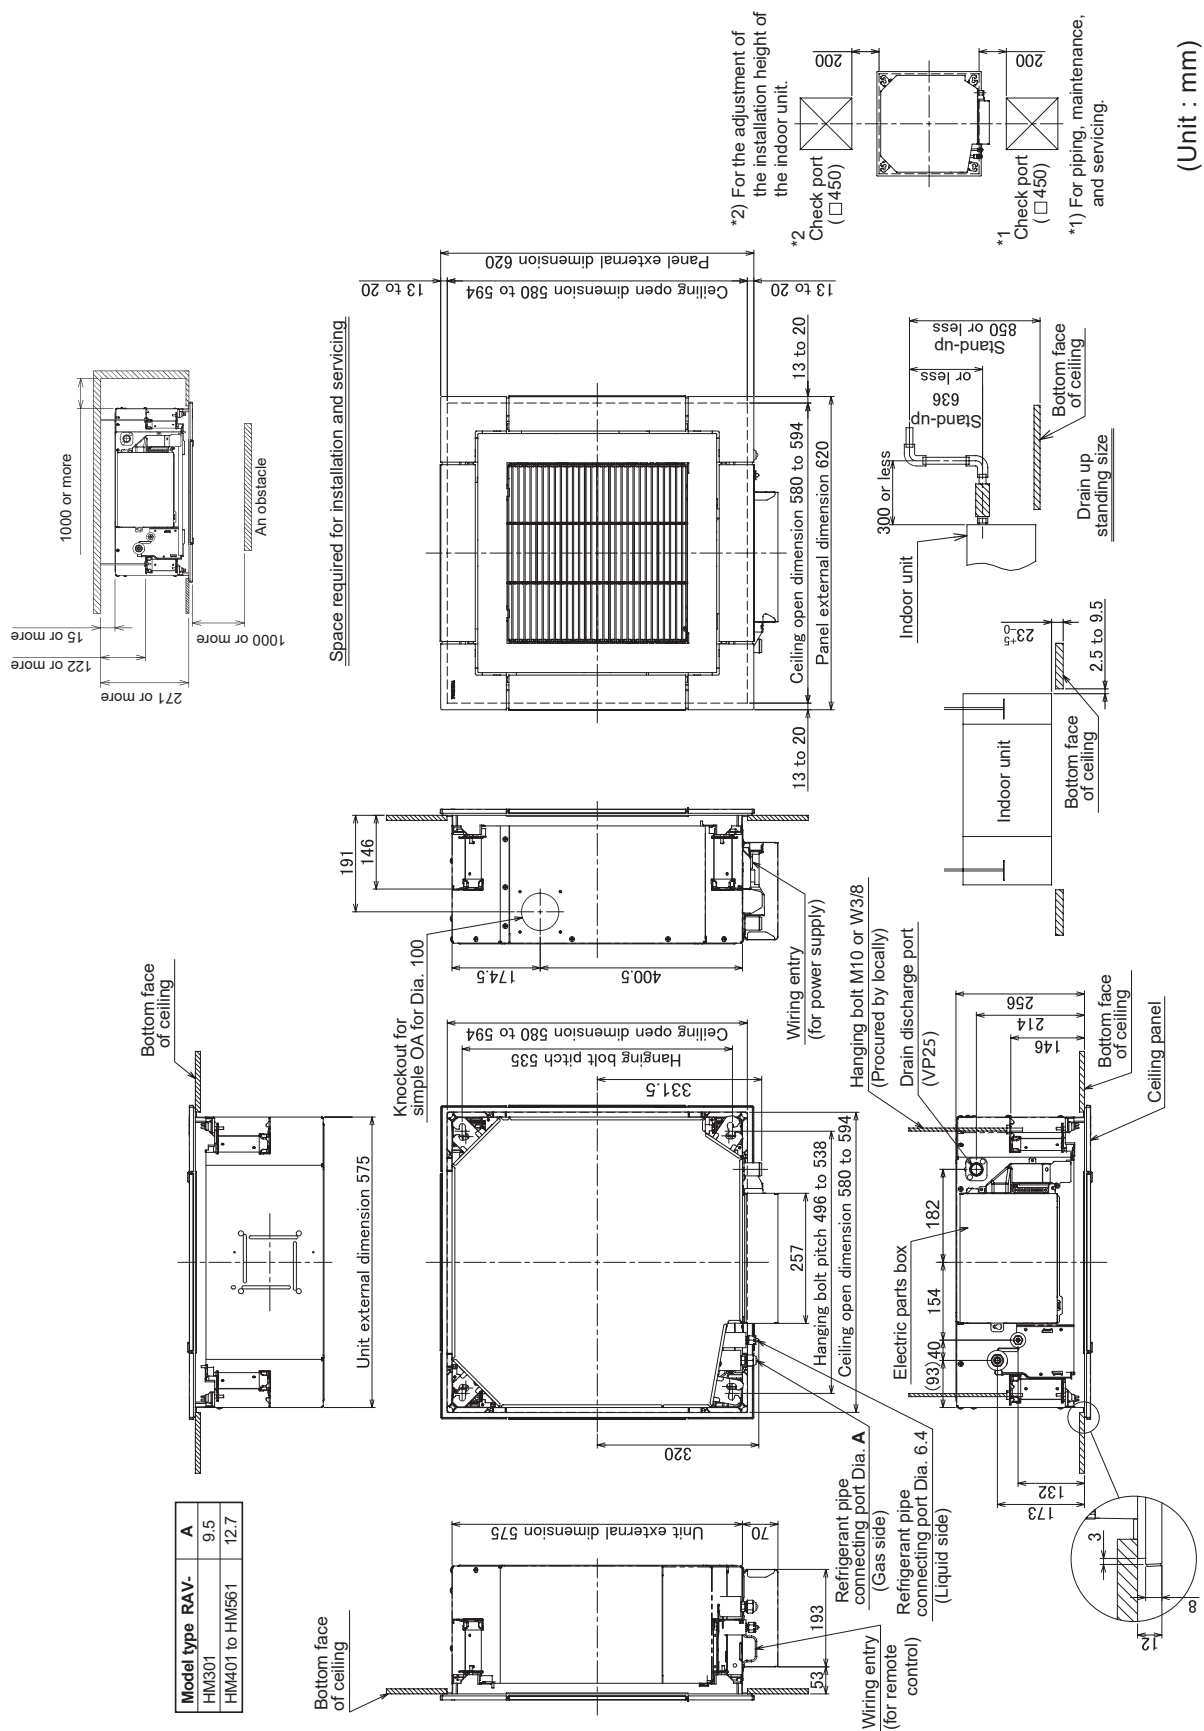 Model type RAV-
A
HM301
9.5
HM401 to HM561
12.7
Bottom face
of ceiling
Unit external dimension 575
1000 or more
15 or more
122 or more
271 or more
1000 or more
An obstacle
Space required for installation and servicing
Bottom face
of ceiling
Unit external dimension 575
70
193
53
Wiring entry
(for remote
control)
Knockout for
simple OA for Dia. 100
Ceiling open dimension 580 to 594
Hanging bolt pitch 535
331.5
320
257
Hanging bolt pitch 496 to 538
Ceiling open dimension 580 to 594
Refrigerant pipe
connecting port Dia. A
(Gas side)
Refrigerant pipe
connecting port Dia. 6.4
(Liquid side)
191
146
174.5
400.5
Wiring entry
(for power supply)
13 to 20
Ceiling open dimension 580 to 594
13 to 20
Panel external dimension 620
13 to 20
13 to 20
Ceiling open dimension 580 to 594
Panel external dimension 620
*2) For the adjustment of
the installation height of
the indoor unit.
*2
Check port
(□450)
200
200
*1
Check port
(□450)
*1) For piping, maintenance,
and servicing.
3
8
12
Electric parts box
(93)
40
154
182
173
132
Hanging bolt M10 or W3/8
(Procured by locally)
Drain discharge port
(VP25)
256
214
146
Bottom face
of ceiling
Ceiling panel
Indoor unit
23 +5 -0
2.5 to 9.5
Bottom face
of ceiling
Indoor unit
300 or less
Stand-up
636
or less
Stand-up
850 or less
Bottom face
of ceiling
Drain up
standing size
(Unit : mm)